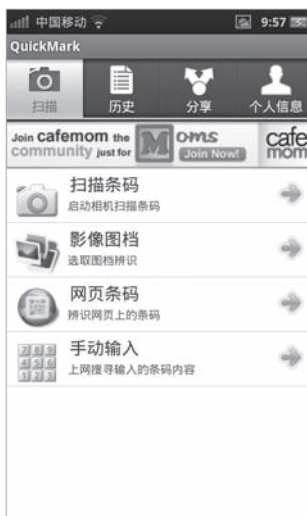 中国移动 9:57
QuickMark
扫描 历史 分享 个人信息
Join cafemom the community just for M oms Join Now! cafe mom
扫描条码
启动相机扫描条码
影像图档
选取图档辨识
网页条码
辨识网页上的条码
手动输入
上网搜寻输入的条码内容